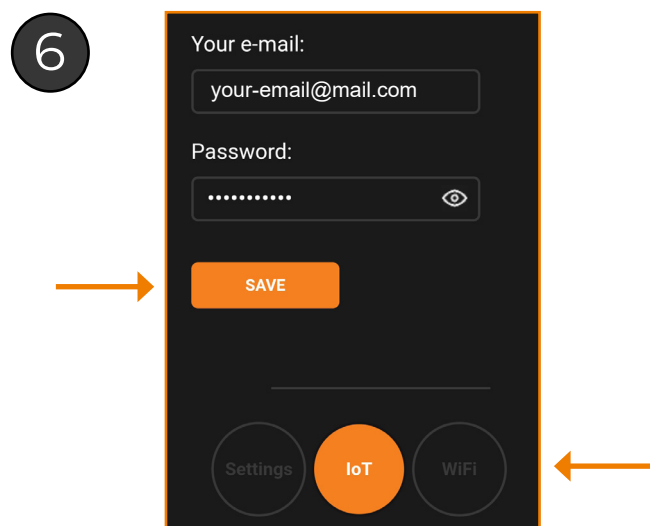 6
Your e-mail:
your-email@mail.com
Password:
•••••••••••
SAVE
Settings IoT WiFi